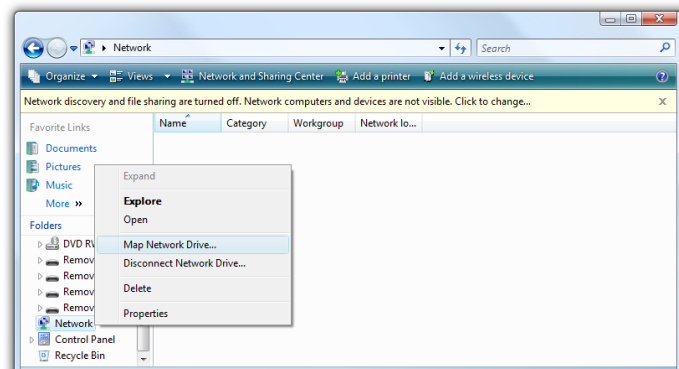 Network
Search
Organize Views Network and Sharing Center Add a printer Add a wireless device
Network discovery and file sharing are turned off. Network computers and devices are not visible. Click to change...
Favorite Links
Name Category Workgroup Network lo...
Documents
Pictures
Music
More »
Folders
DVD RV
Remov
Remov
Remov
Remov
Network
Control Panel
Recycle Bin
Expand
Explore
Open
Map Network Drive...
Disconnect Network Drive...
Delete
Properties